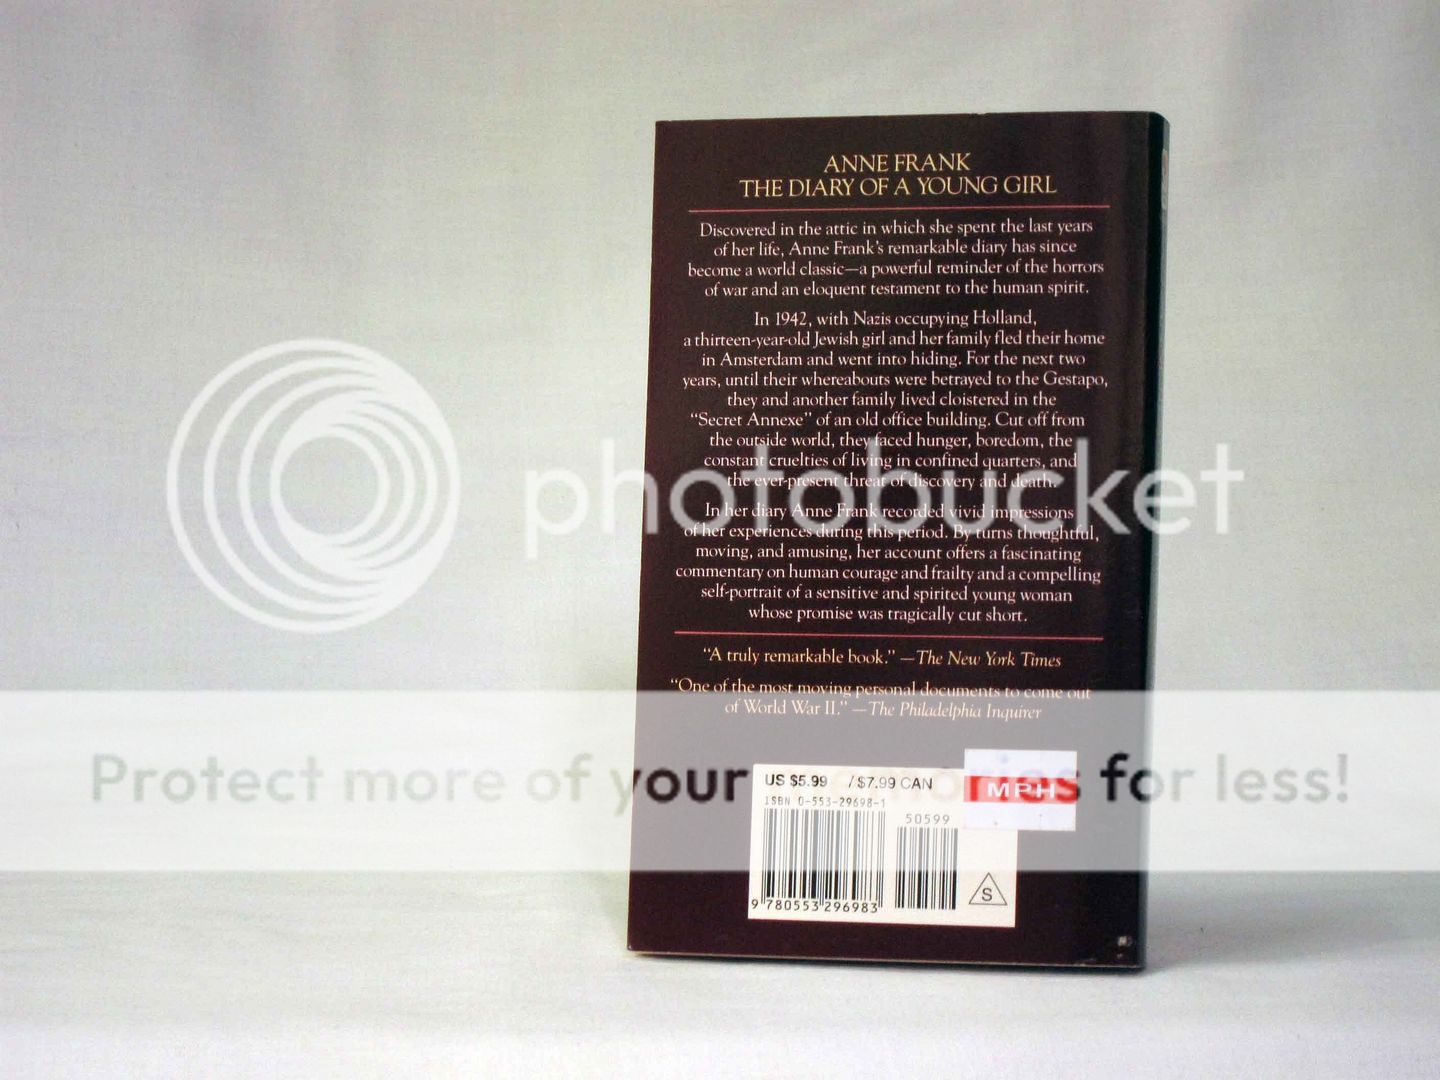 ANNE FRANK
THE DIARY OF A YOUNG GIRL
Discovered in the attic in which she spent the last years
of her life, Anne Frank's remarkable diary has since
become a world classic—a powerful reminder of the horrors
of war and an eloquent testament to the human spirit.
In 1942, with Nazis occupying Holland,
a thirteen-year-old Jewish girl and her family fled their home
in Amsterdam and went into hiding. For the next two
years, until their whereabouts were betrayed to the Gestapo,
they and another family lived cloistered in the
“Secret Annexe” of an old office building. Cut off from
the outside world, they faced hunger, boredom, the
constant cruelties of living in confined quarters, and
the ever-present threat of discovery and death.
In her diary Anne Frank recorded vivid impressions
of her experiences during this period. By turns thoughtful,
moving, and amusing, her account offers a fascinating
commentary on human courage and frailty and a compelling
self-portrait of a sensitive and spirited young woman
whose promise was tragically cut short.
“A truly remarkable book.” —The New York Times
“One of the most moving personal documents to come out
of World War II.” —The Philadelphia Inquirer
US $5.99 / $7.99 CAN
ISBN 0-553-29698-1
50599
MPH
9 780553 296983
S
photobucket
Protect more of your memories for less!